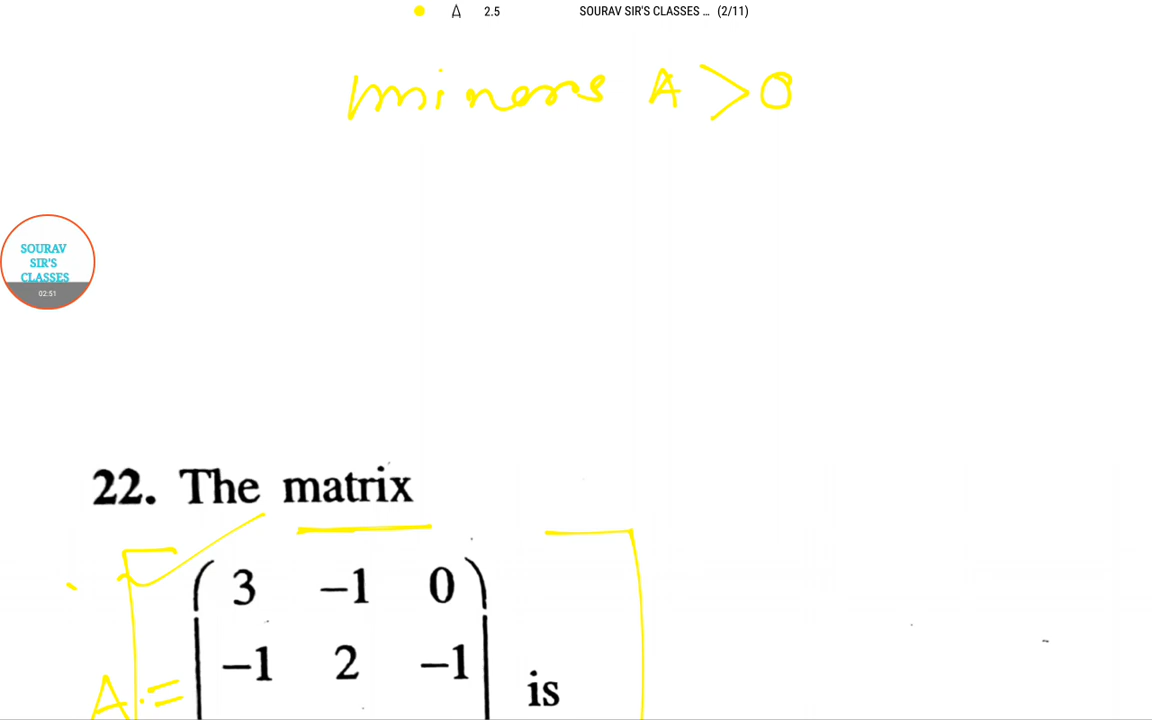 2.5 SOURAV SIR'S CLASSES ... (2/11)
minors A > 0
SOURAV
SIR'S
CLASSES
02:51
22. The matrix
3 -1 0
-1 2 -1
A = is